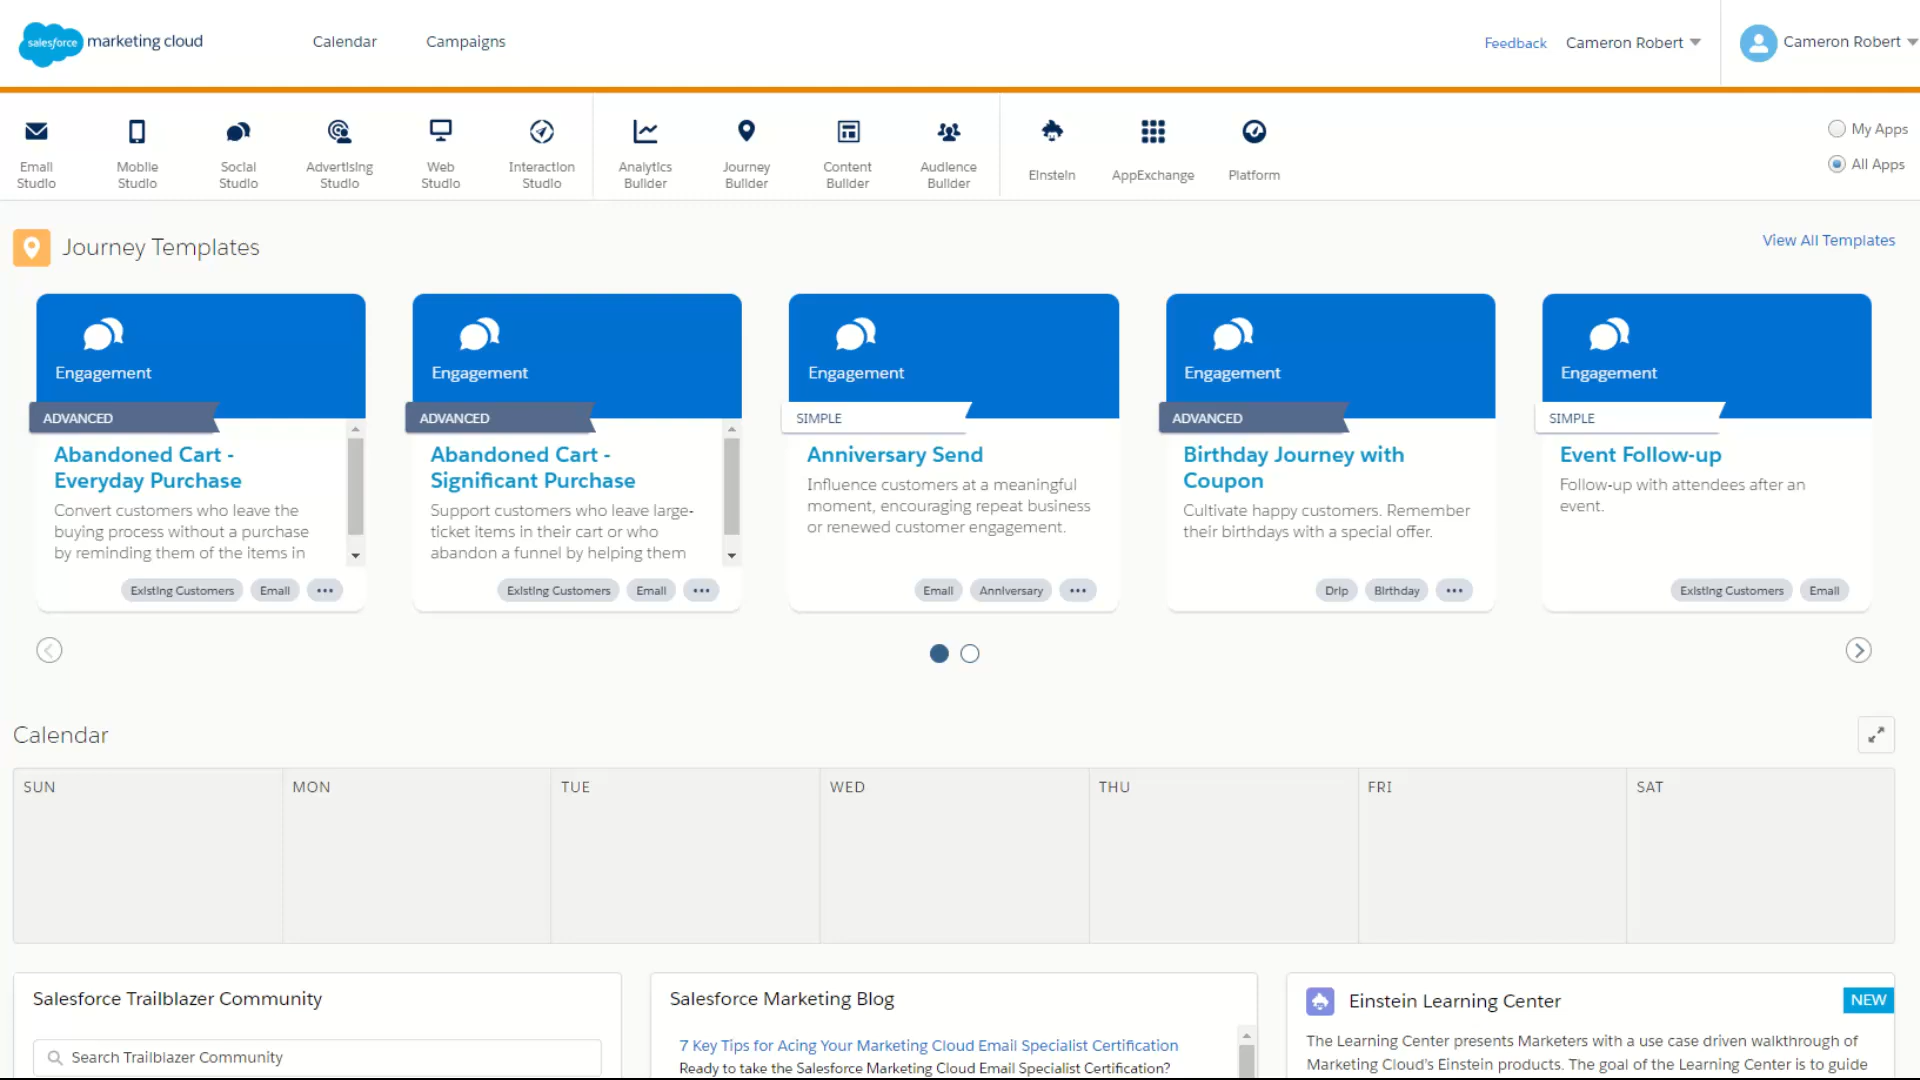 salesforce marketing cloud
Calendar
Campaigns
Feedback
Cameron Robert
Cameron Robert
Email
Studio
Mobile
Studio
Social
Studio
Advertising
Studio
Web
Studio
Interaction
Studio
Analytics
Builder
Journey
Builder
Content
Builder
Audience
Builder
Einstein
AppExchange
Platform
My Apps
All Apps
Journey Templates
View All Templates
Engagement
ADVANCED
Abandoned Cart -
Everyday Purchase
Convert customers who leave the
buying process without a purchase
by reminding them of the items in
Existing Customers
Email
•••
Engagement
ADVANCED
Abandoned Cart -
Significant Purchase
Support customers who leave large-
ticket items in their cart or who
abandon a funnel by helping them
Existing Customers
Email
•••
Engagement
SIMPLE
Anniversary Send
Influence customers at a meaningful
moment, encouraging repeat business
or renewed customer engagement.
Email
Anniversary
•••
Engagement
ADVANCED
Birthday Journey with
Coupon
Cultivate happy customers. Remember
their birthdays with a special offer.
Drip
Birthday
•••
Engagement
SIMPLE
Event Follow-up
Follow-up with attendees after an
event.
Existing Customers
Email
Calendar
SUN
MON
TUE
WED
THU
FRI
SAT
Salesforce Trailblazer Community
Search Trailblazer Community
Salesforce Marketing Blog
7 Key Tips for Acing Your Marketing Cloud Email Specialist Certification
Ready to take the Salesforce Marketing Cloud Email Specialist Certification?
Einstein Learning Center
NEW
The Learning Center presents Marketers with a use case driven walkthrough of
Marketing Cloud's Einstein products. The goal of the Learning Center is to guide